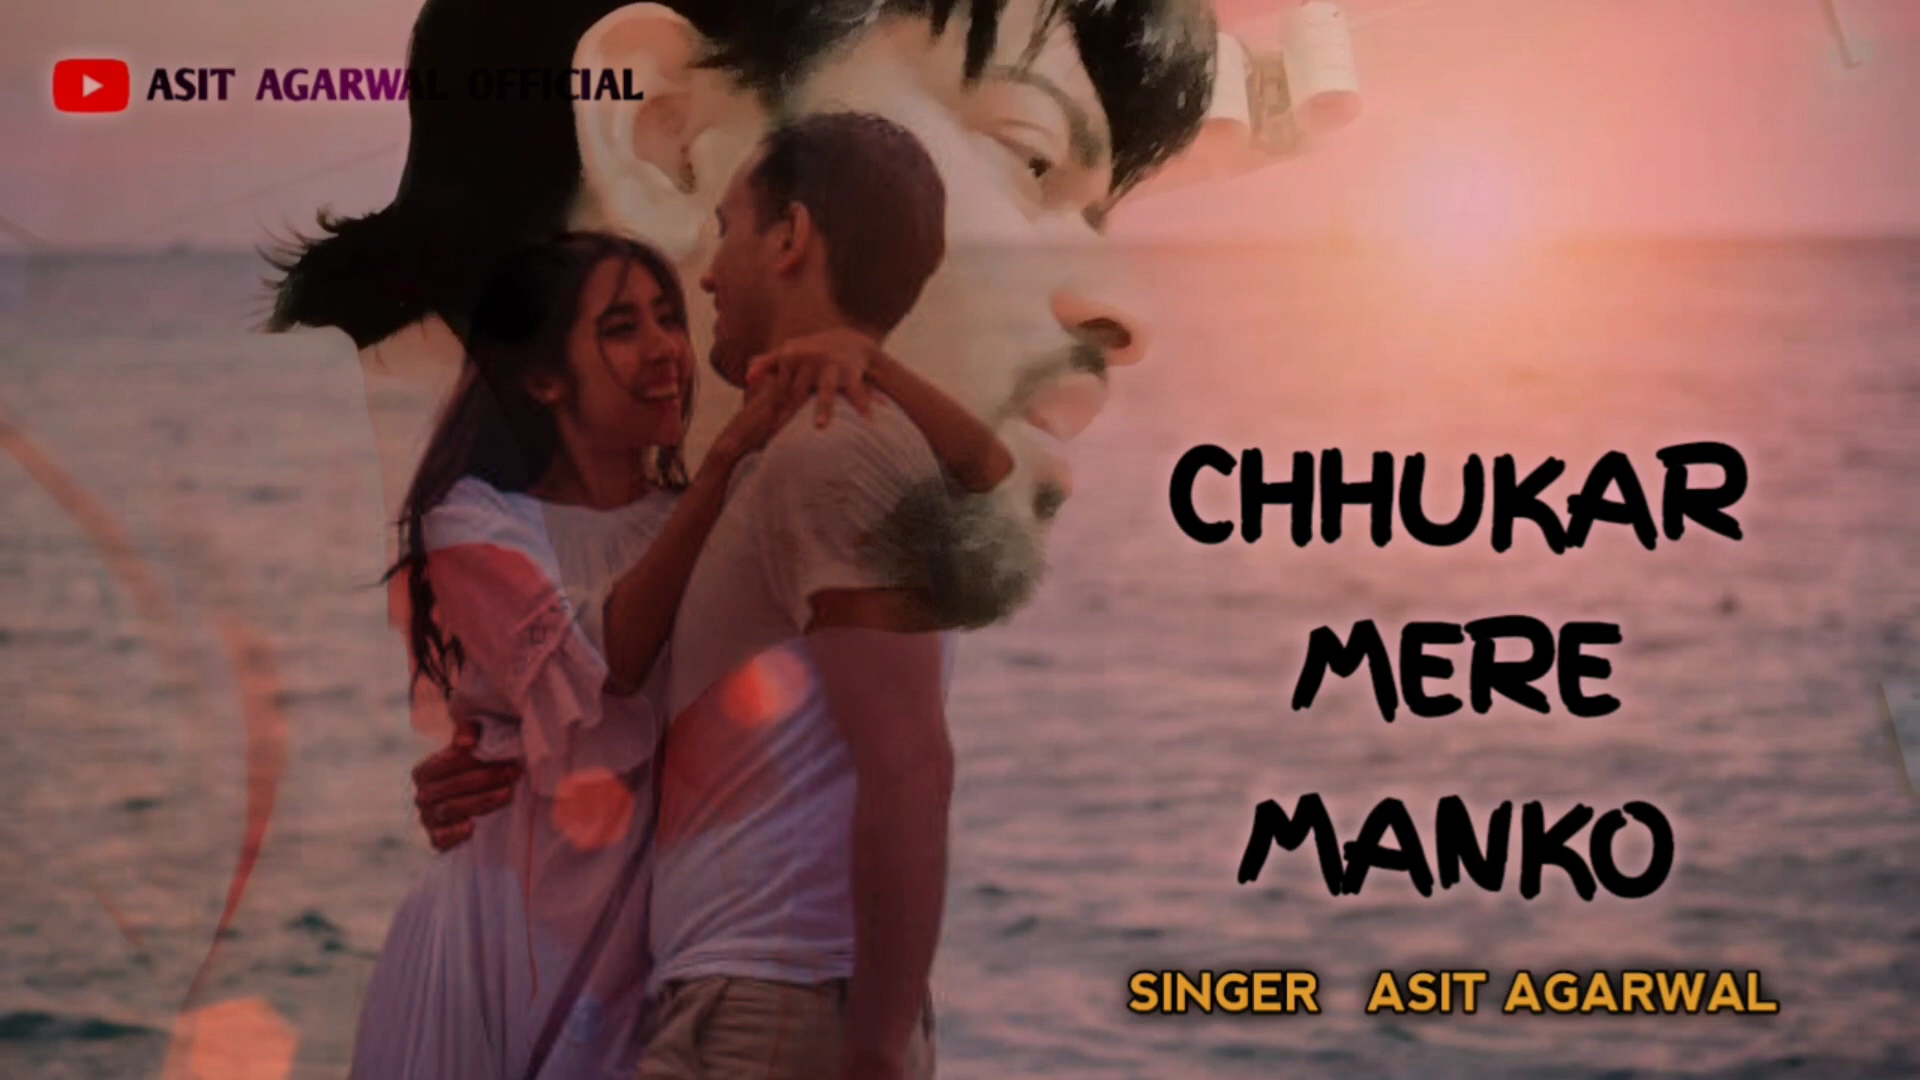 ASIT AGARWAL OFFICIAL
CHHUKAR
MERE
MANKO
SINGER ASIT AGARWAL